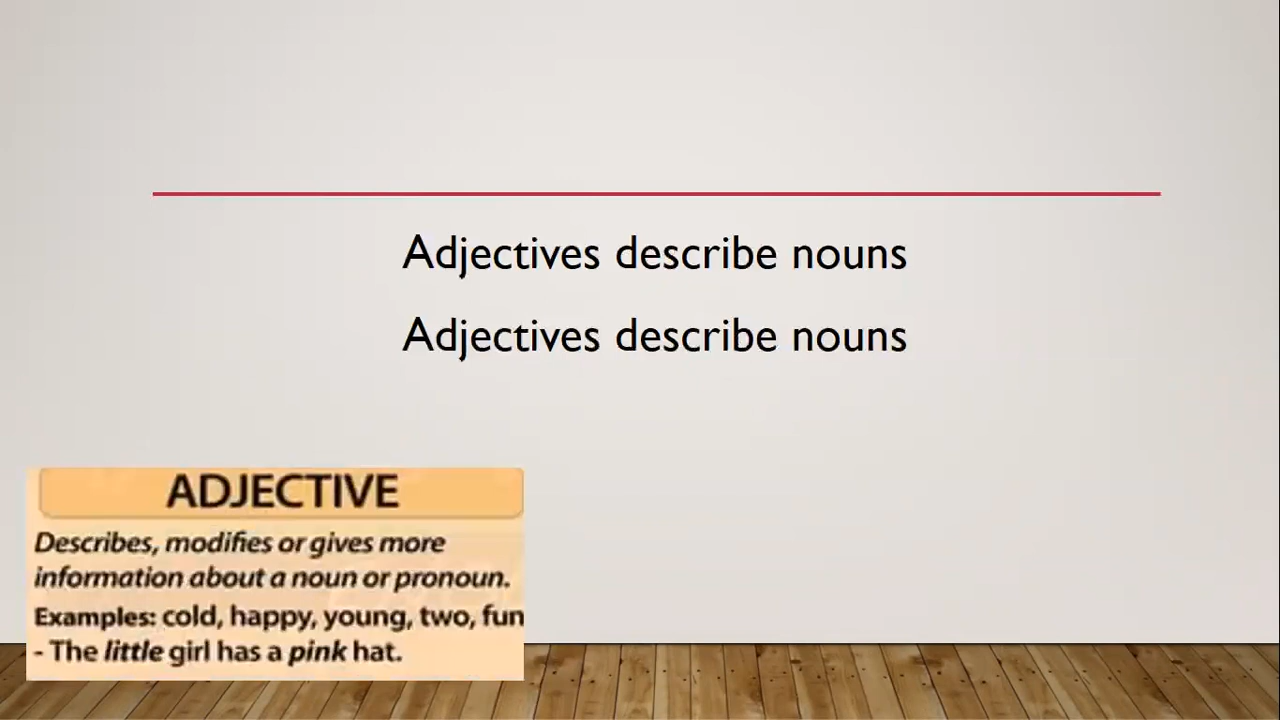 Adjectives describe nouns
Adjectives describe nouns
ADJECTIVE
Describes, modifies or gives more
information about a noun or pronoun.
Examples: cold, happy, young, two, fun
- The little girl has a pink hat.